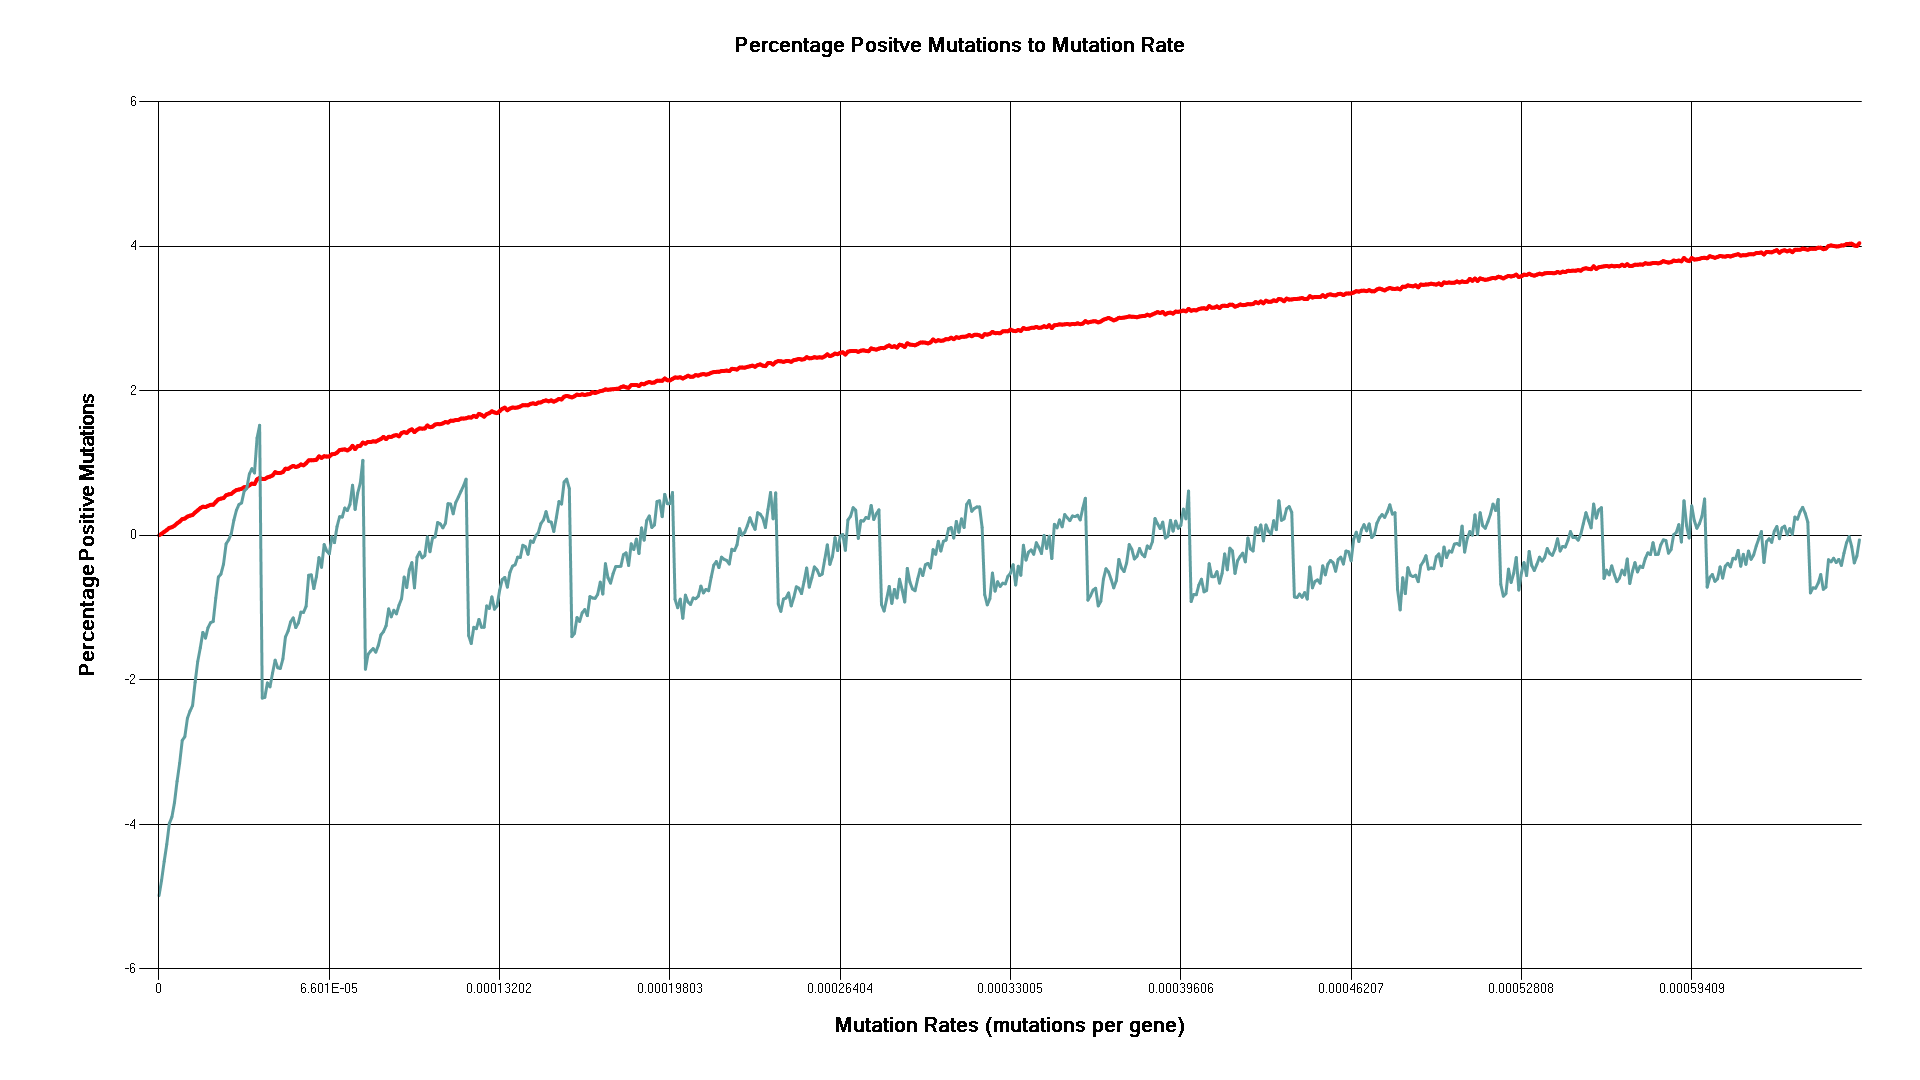 Percentage Positve Mutations to Mutation Rate
6
4
2
0
-2
-4
-6
Percentage Positive Mutations
0 6.601E-05 0.00013202 0.00019803 0.00026404 0.00033005 0.00039606 0.00046207 0.00052808 0.00059409
Mutation Rates (mutations per gene)